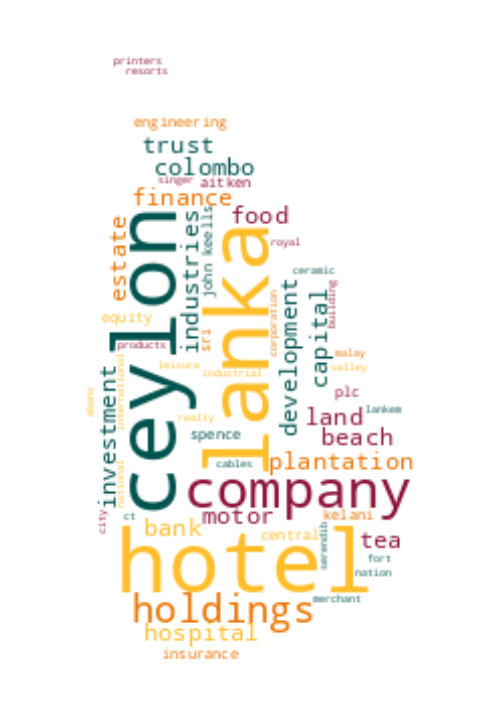 printers
resorts
engineering
trust
colombo
singer
aitken
finance
food
estate
ceylon
industries
john keells
lanka
royal
sri
ceramic
building
corporation
development
capital
equity
products
international
leisure
industrial
malay
valley
plc
abans
investment
realty
land
lankem
spence
beach
national
cables
plantation
company
city
ct
motor
kelani
bank
central
serendib
tea
hotel
fort
nation
holdings
merchant
hospital
insurance